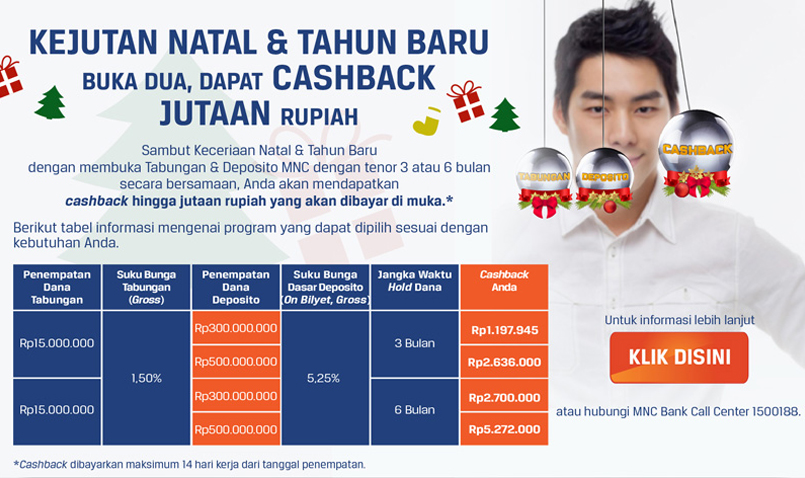 KEJUTAN NATAL & TAHUN BARU
BUKA DUA, DAPAT CASHBACK
JUTAAN RUPIAH
Sambut Keceriaan Natal & Tahun Baru
dengan membuka Tabungan & Deposito MNC dengan tenor 3 atau 6 bulan
secara bersamaan, Anda akan mendapatkan
cashback hingga jutaan rupiah yang akan dibayar di muka.*
Berikut tabel informasi mengenai program yang dapat dipilih sesuai dengan
kebutuhan Anda.
TABUNGAN
DEPOSITO
CASHBACK
Penempatan Dana Tabungan
Suku Bunga Tabungan (Gross)
Penempatan Dana Deposito
Suku Bunga Dasar Deposito (On Bilyet, Gross)
Jangka Waktu Hold Dana
Cashback Anda
Rp15.000.000
1,50%
Rp300.000.000
5,25%
3 Bulan
Rp1.197.945
Rp500.000.000
Rp2.636.000
Rp15.000.000
Rp300.000.000
6 Bulan
Rp2.700.000
Rp500.000.000
Rp5.272.000
Untuk informasi lebih lanjut
KLIK DISINI
atau hubungi MNC Bank Call Center 1500188.
*Cashback dibayarkan maksimum 14 hari kerja dari tanggal penempatan.